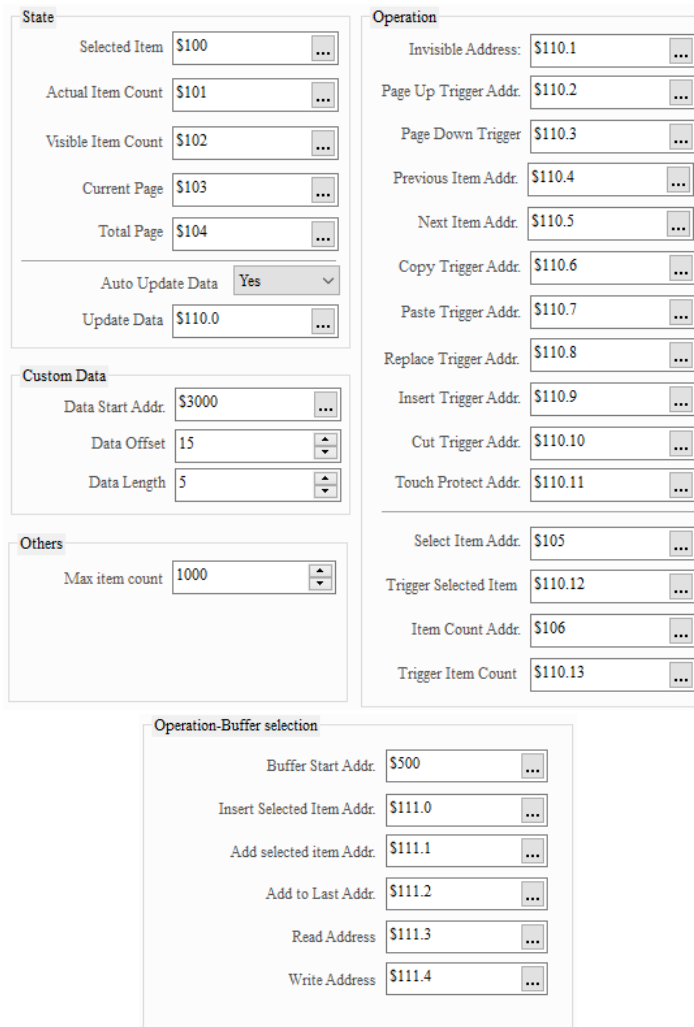 State
Selected Item $100 ...
Actual Item Count $101 ...
Visible Item Count $102 ...
Current Page $103 ...
Total Page $104 ...
Auto Update Data Yes
Update Data $110.0 ...
Custom Data
Data Start Addr. $3000 ...
Data Offset 15
Data Length 5
Others
Max item count 1000
Operation
Invisible Address: $110.1 ...
Page Up Trigger Addr. $110.2 ...
Page Down Trigger $110.3 ...
Previous Item Addr. $110.4 ...
Next Item Addr. $110.5 ...
Copy Trigger Addr. $110.6 ...
Paste Trigger Addr. $110.7 ...
Replace Trigger Addr. $110.8 ...
Insert Trigger Addr. $110.9 ...
Cut Trigger Addr. $110.10 ...
Touch Protect Addr. $110.11 ...
Select Item Addr. $105 ...
Trigger Selected Item $110.12 ...
Item Count Addr. $106 ...
Trigger Item Count $110.13 ...
Operation-Buffer selection
Buffer Start Addr. $500 ...
Insert Selected Item Addr. $111.0 ...
Add selected item Addr. $111.1 ...
Add to Last Addr. $111.2 ...
Read Address $111.3 ...
Write Address $111.4 ...